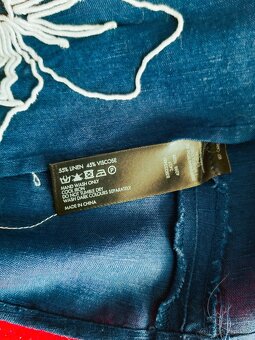 55% LINEN 45% VISCOSE
HAND WASH ONLY
COOL IRON
DO NOT TUMBLE DRY
WASH DARK COLOURS SEPARATELY
MADE IN CHINA